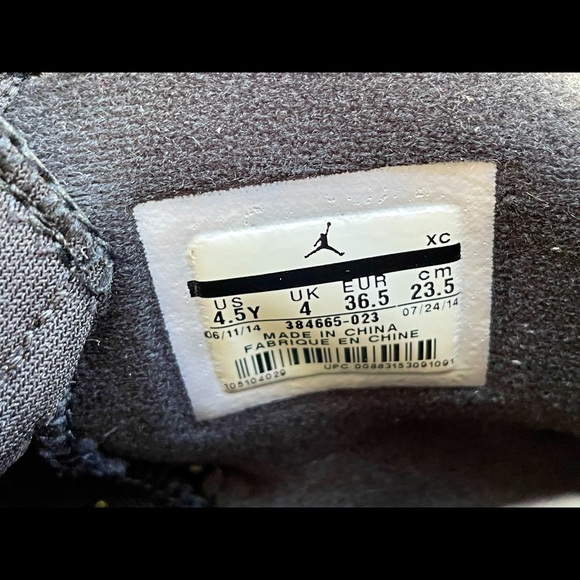 XC
US UK EUR cm
4.5Y 4 36.5 23.5
06/11/14 384665-023 07/24/14
MADE IN CHINA
FABRIQUE EN CHINE
305104029
UPC 00883153091091